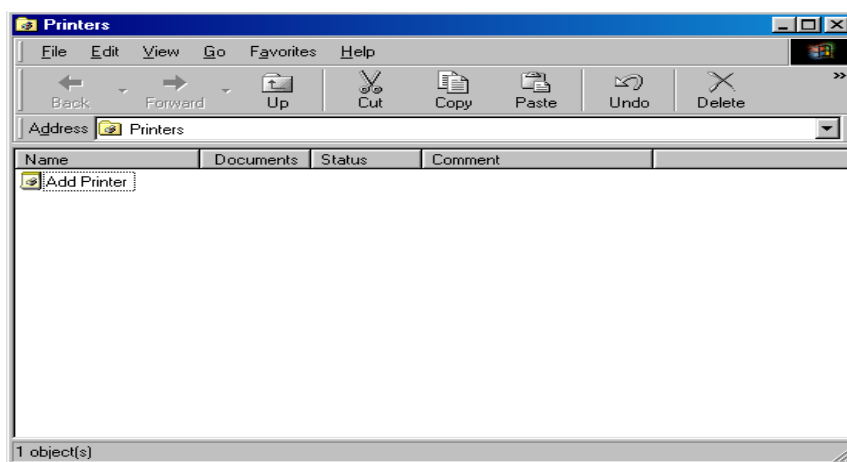 Printers
File Edit View Go Favorites Help
Back Forward Up Cut Copy Paste Undo Delete »
Address Printers
Name Documents Status Comment
Add Printer
1 object(s)